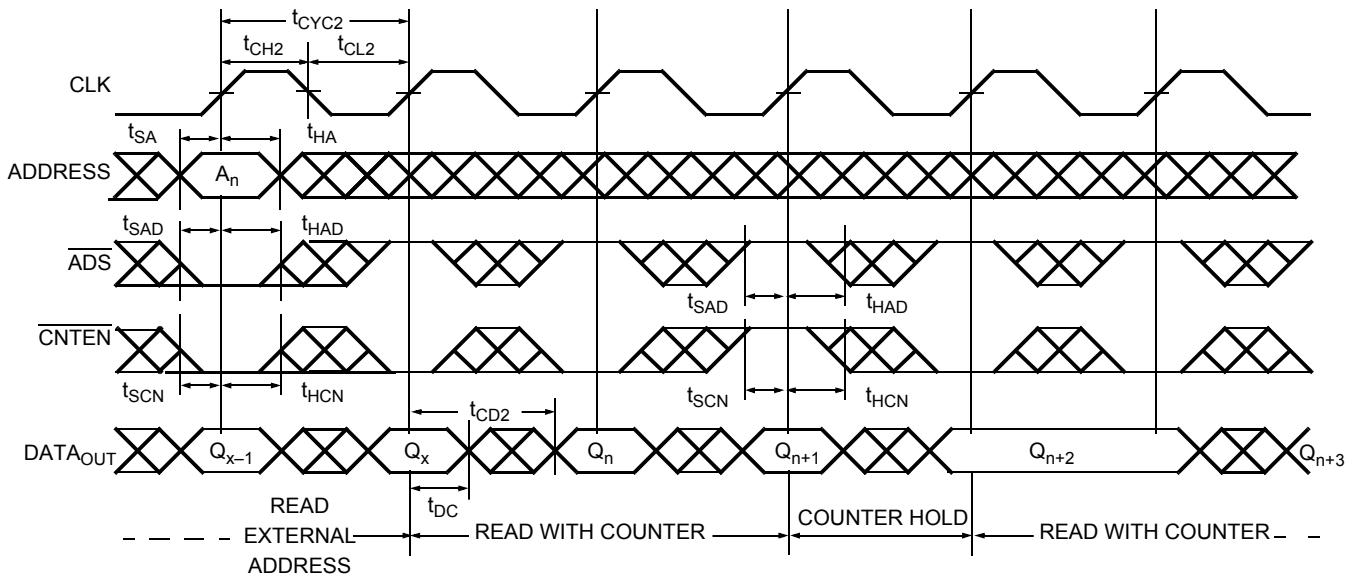 tCYC2
tCH2 tCL2
CLK
tSA tHA
ADDRESS An
tSAD tHAD
ADS
tSAD tHAD
CNTEN
tSCN tHCN tSCN tHCN
tCD2
DATAOUT Qx–1 Qx Qn Qn+1 Qn+2 Qn+3
tDC
READ
EXTERNAL
ADDRESS
READ WITH COUNTER COUNTER HOLD READ WITH COUNTER